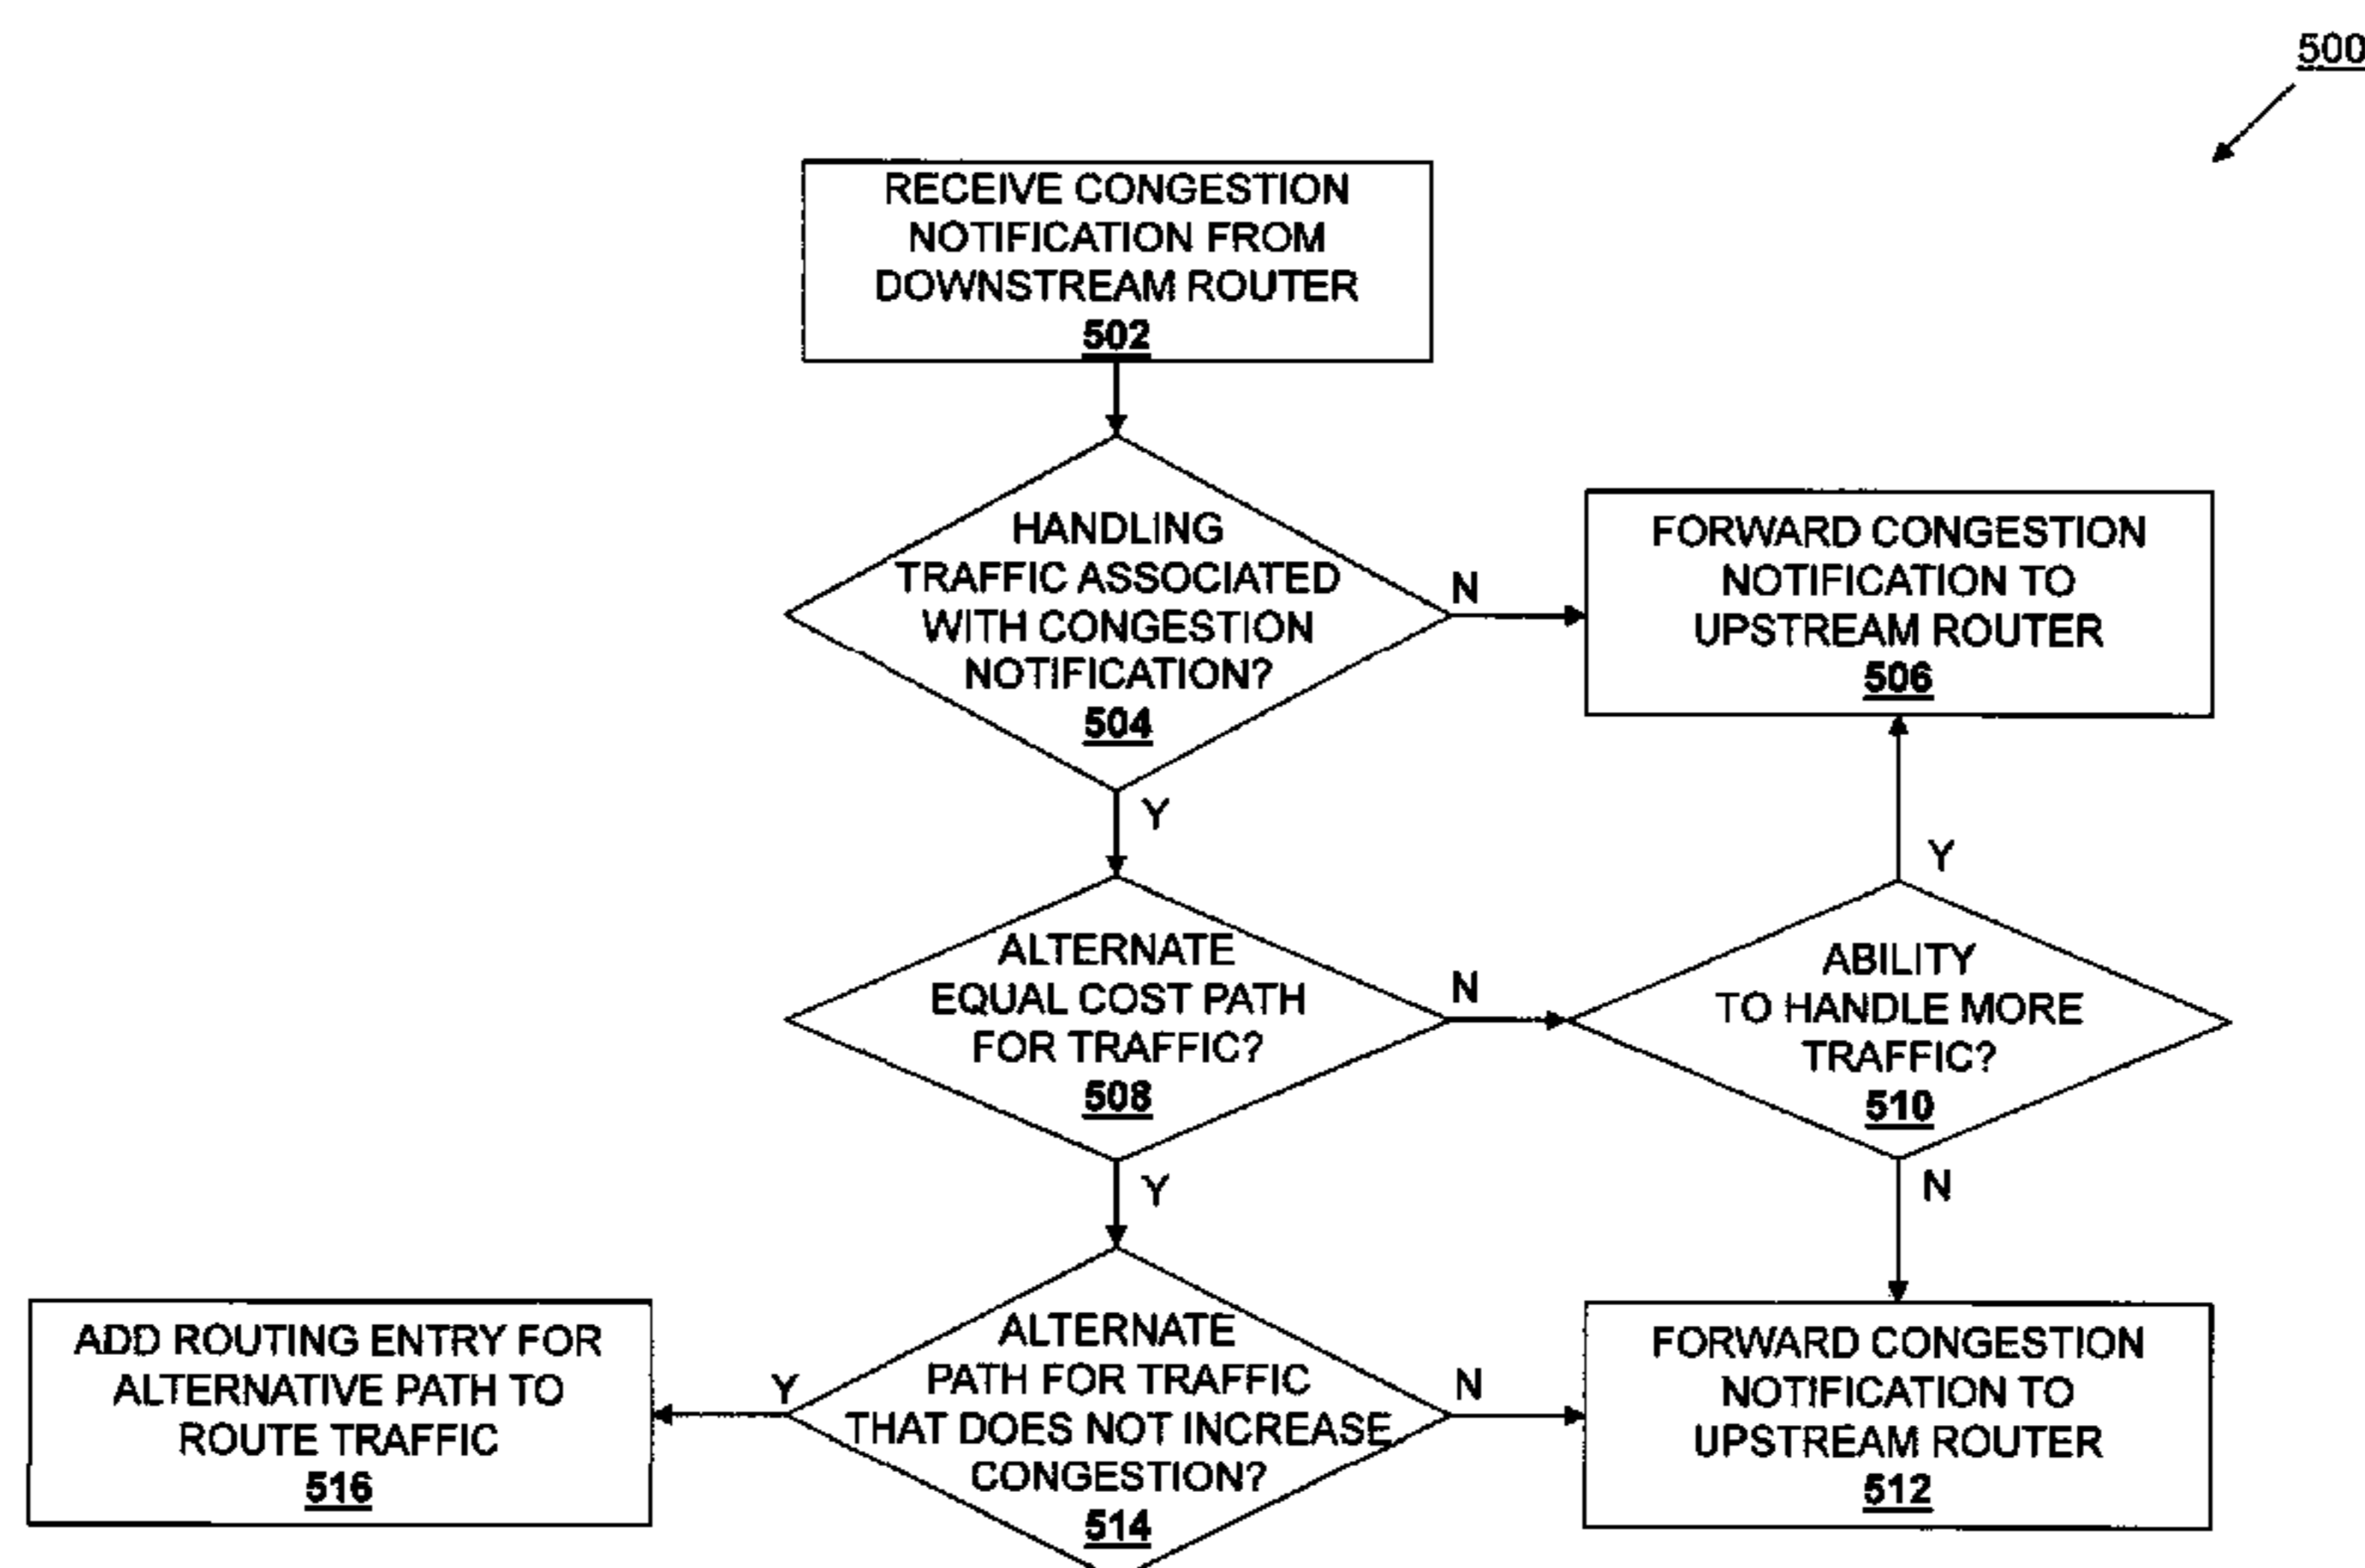 500
RECEIVE CONGESTION
NOTIFICATION FROM
DOWNSTREAM ROUTER
502
HANDLING
TRAFFIC ASSOCIATED
WITH CONGESTION
NOTIFICATION?
504
N
FORWARD CONGESTION
NOTIFICATION TO
UPSTREAM ROUTER
506
Y
Y
ALTERNATE
EQUAL COST PATH
FOR TRAFFIC?
508
N
ABILITY
TO HANDLE MORE
TRAFFIC?
510
Y
N
ADD ROUTING ENTRY FOR
ALTERNATIVE PATH TO
ROUTE TRAFFIC
516
Y
ALTERNATE
PATH FOR TRAFFIC
THAT DOES NOT INCREASE
CONGESTION?
514
N
FORWARD CONGESTION
NOTIFICATION TO
UPSTREAM ROUTER
512